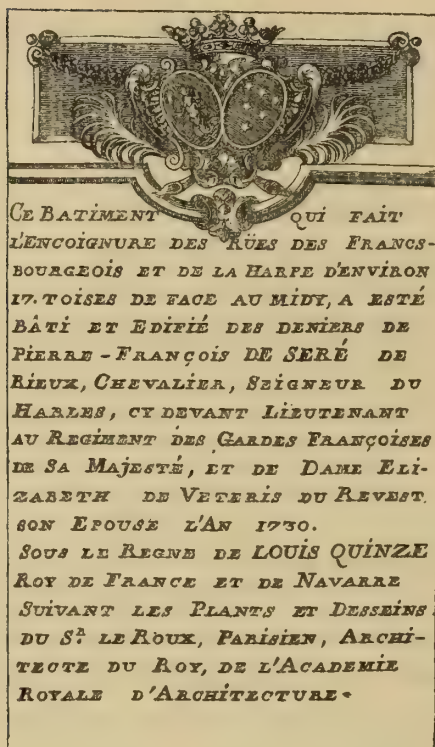 CE BATIMENT QUI FAIT
L'ENCOIGNURE DES RÜES DES FRANCS-
BOURGEOIS ET DE LA HARPE D'ENVIRON
17. TOISES DE FACE AU MIDY, A ESTÉ
BÂTI ET EDIFIÉ DES DENIERS DE
PIERRE-FRANÇOIS DE SERÉ DE
RIEUX, CHEVALIER, SEIGNEUR DU
HARLES, CY DEVANT LIEUTENANT
AU REGIMENT DES GARDES FRANÇOISES
DE SA MAJESTÉ, ET DE DAME ELI-
ZABETH DE VETERIS DU REVEST.
SON EPOUSE L'AN 1730.
SOUS LE REGNE DE LOUIS QUINZE
ROY DE FRANCE ET DE NAVARRE
SUIVANT LES PLANTS ET DESSEINS
DU S.R LE ROUX, PARISIEN, ARCHI-
TECTE DU ROY, DE L'ACADEMIE
ROYALE D'ARCHITECTURE.